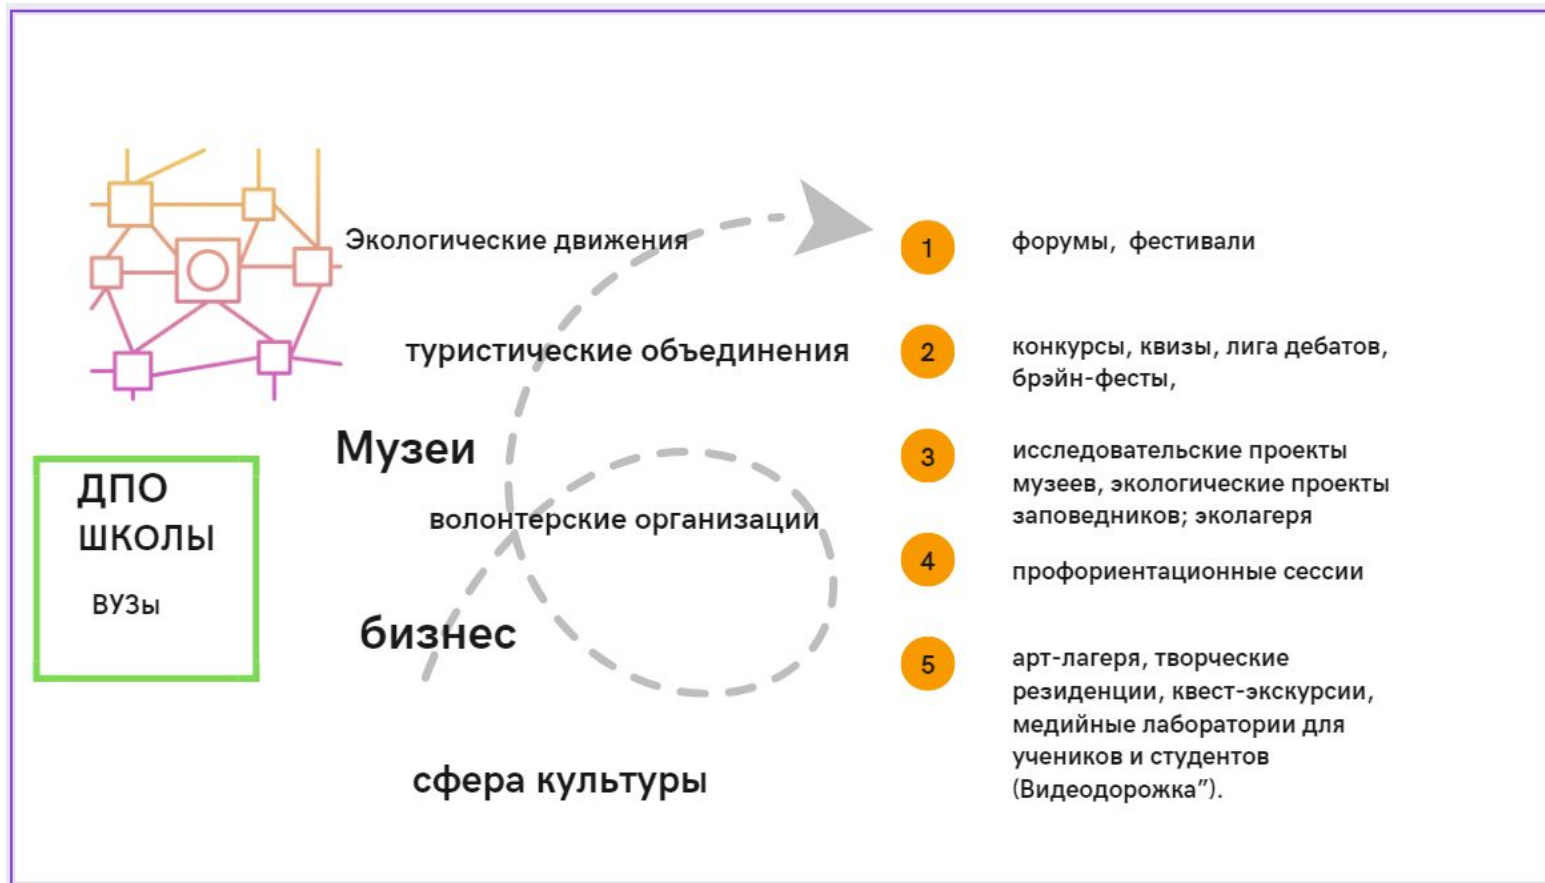 ДПО
ШКОЛЫ
ВУЗы
Экологические движения
туристические объединения
Музеи
волонтерские организации
бизнес
сфера культуры
1
форумы, фестивали
2
конкурсы, квизы, лига дебатов,
брэйн-фесты,
3
исследовательские проекты
музеев, экологические проекты
заповедников; эколагеря
4
профориентационные сессии
5
арт-лагеря, творческие
резиденции, квест-экскурсии,
медийные лаборатории для
учеников и студентов
(Видеодорожка”).